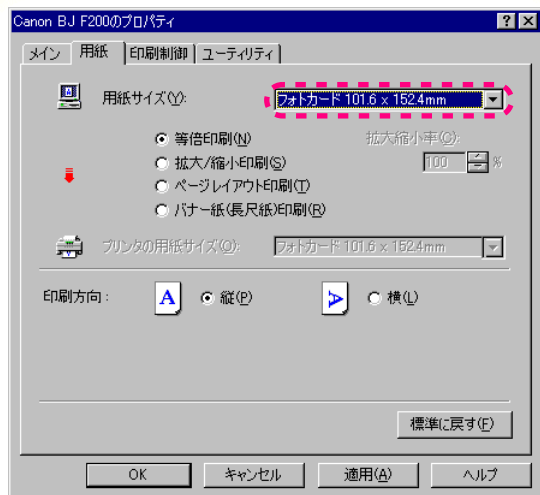 Canon BJ F200のプロパティ
メイン 用紙 印刷制御 ユーティリティ
用紙サイズ(Y): フォトカード 101.6 x 152.4mm
等倍印刷(N) 拡大縮小率(C):
拡大/縮小印刷(S) 100 %
ページレイアウト印刷(T)
バナー紙(長尺紙)印刷(R)
プリンタの用紙サイズ(O): フォトカード 101.6 x 152.4mm
印刷方向: A 縦(P) A 横(L)
標準に戻す(F)
OK キャンセル 適用(A) ヘルプ